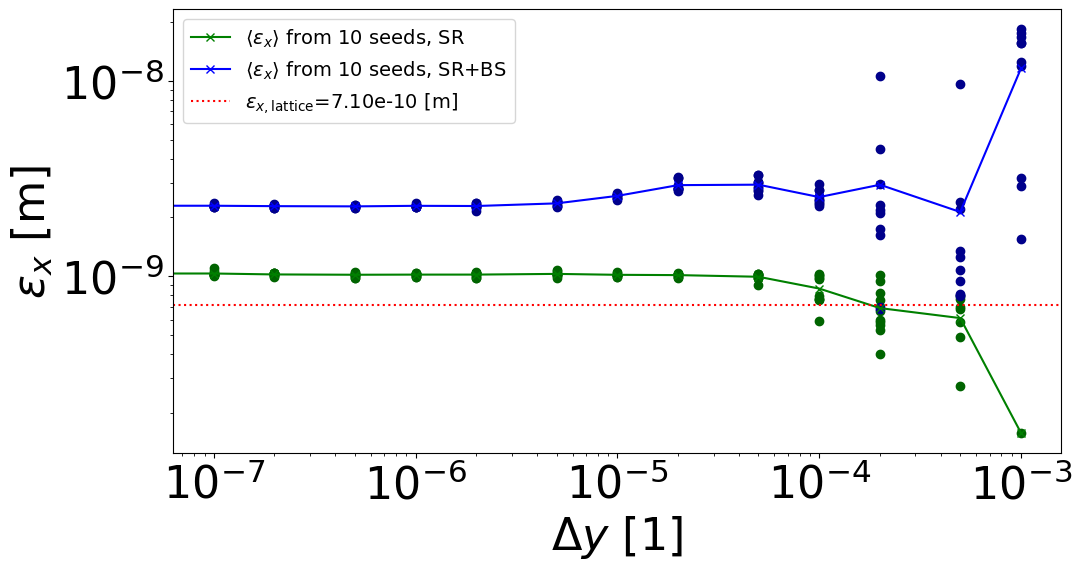 ⟨εₓ⟩ from 10 seeds, SR
⟨εₓ⟩ from 10 seeds, SR+BS
εₓ,lattice=7.10e-10 [m]
εₓ [m]
10⁻⁸
10⁻⁹
10⁻⁷ 10⁻⁶ 10⁻⁵ 10⁻⁴ 10⁻³
Δy [1]